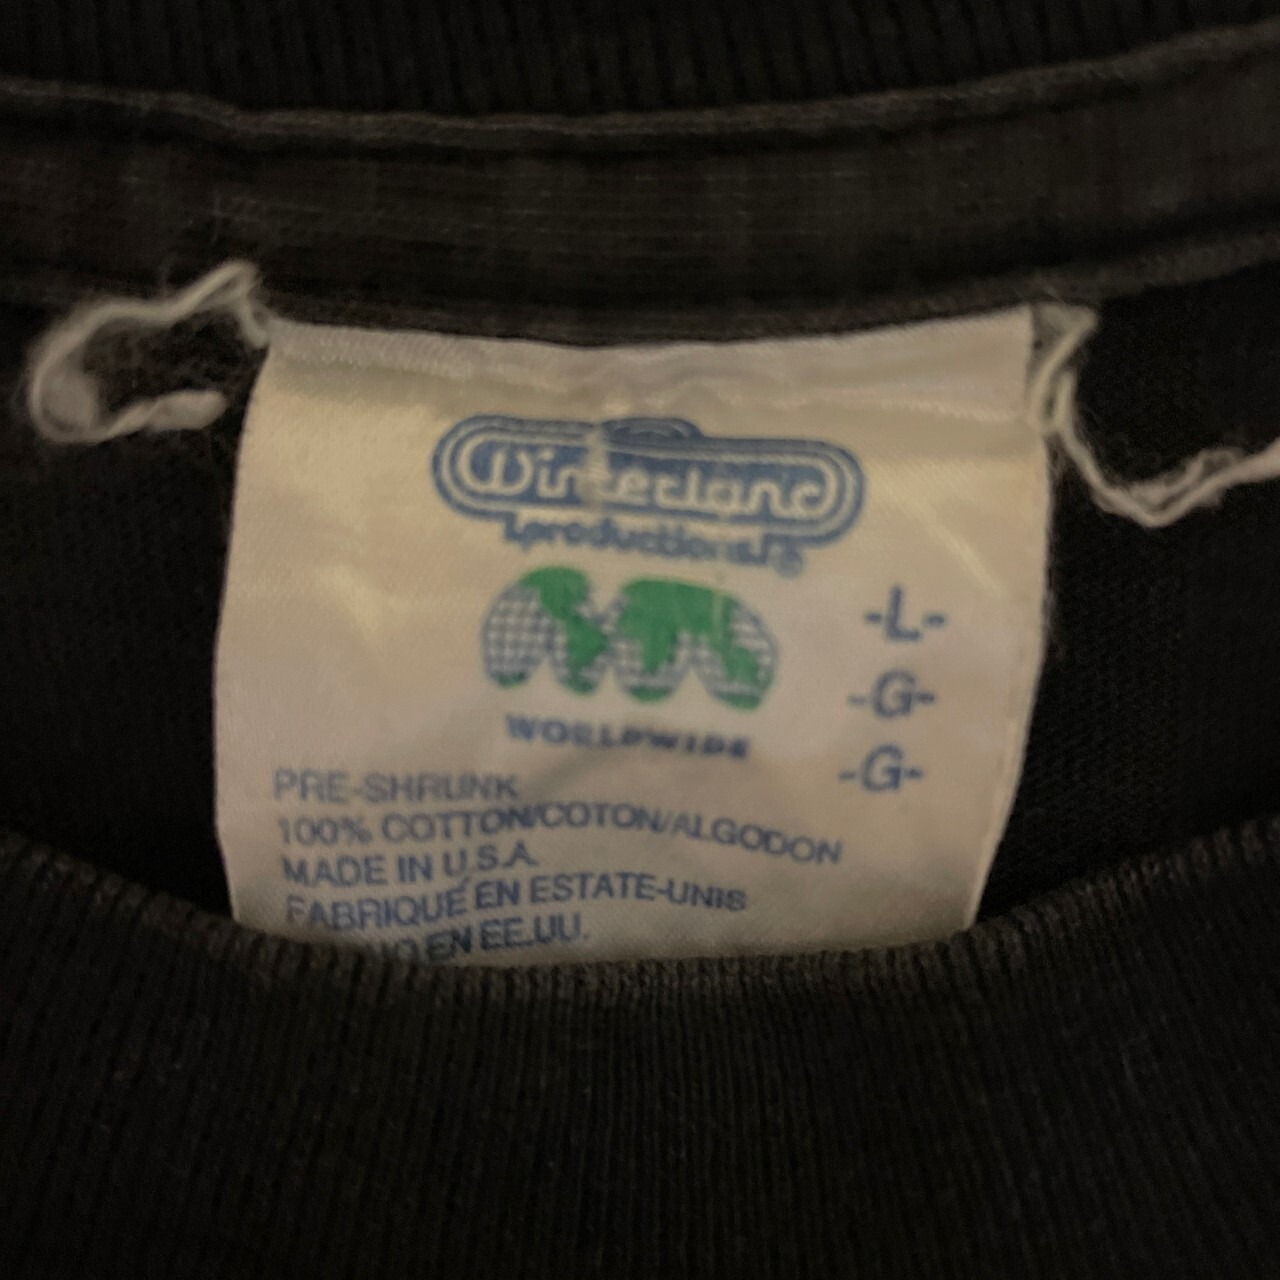 Winterland
productions®
WORLDWIDE
-L-
-G-
-G-
PRE-SHRUNK
100% COTTON/COTON/ALGODON
MADE IN U.S.A.
FABRIQUÉ EN ESTATE-UNIS
EN EE.UU.